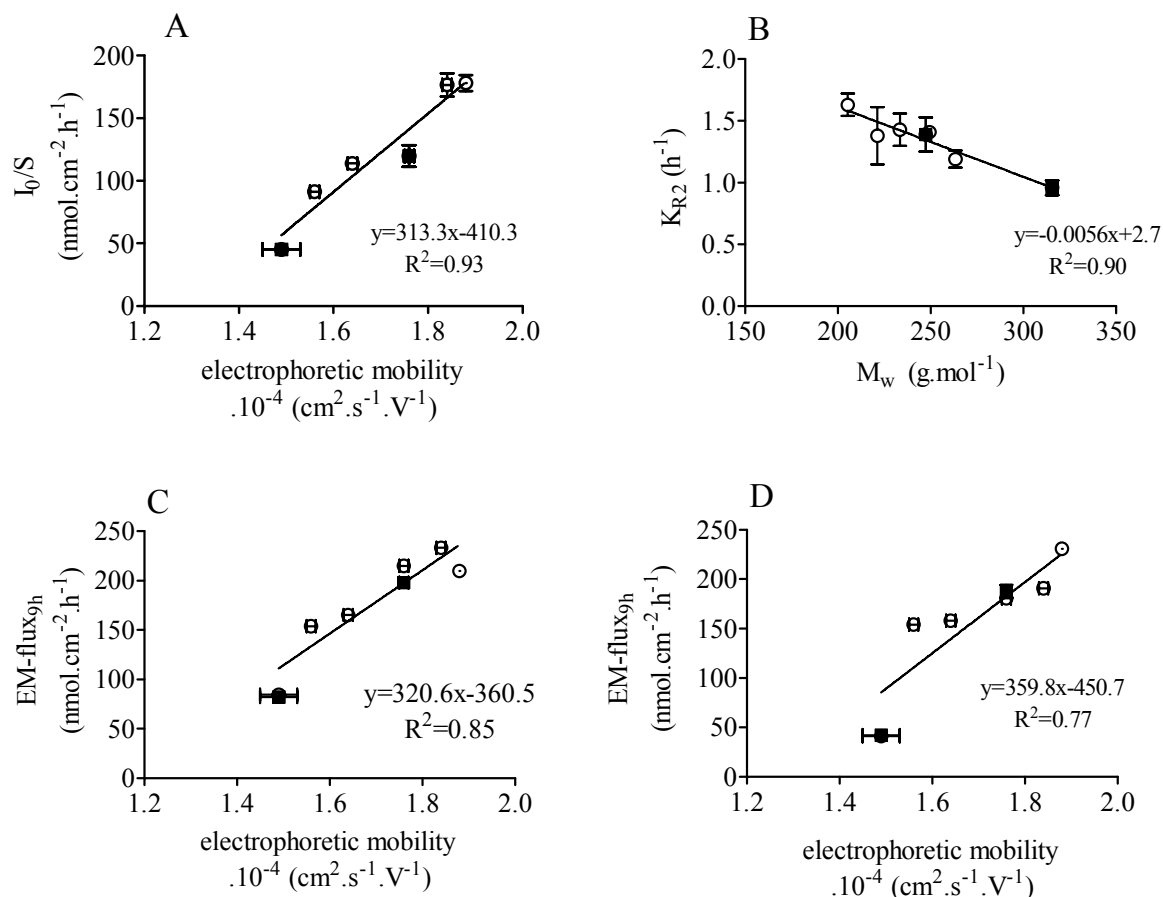 A
I₀/S
(nmol.cm⁻².h⁻¹)
200
150
100
50
0
y=313.3x-410.3
R²=0.93
1.2 1.4 1.6 1.8 2.0
electrophoretic mobility
.10⁻⁴ (cm².s⁻¹.V⁻¹)
B
K_R2 (h⁻¹)
2.0
1.5
1.0
0.5
0.0
y=-0.0056x+2.7
R²=0.90
150 200 250 300 350
M_w (g.mol⁻¹)
C
EM-flux₉ₕ
(nmol.cm⁻².h⁻¹)
250
200
150
100
50
0
y=320.6x-360.5
R²=0.85
1.2 1.4 1.6 1.8 2.0
electrophoretic mobility
.10⁻⁴ (cm².s⁻¹.V⁻¹)
D
EM-flux₉ₕ
(nmol.cm⁻².h⁻¹)
250
200
150
100
50
0
y=359.8x-450.7
R²=0.77
1.2 1.4 1.6 1.8 2.0
electrophoretic mobility
.10⁻⁴ (cm².s⁻¹.V⁻¹)